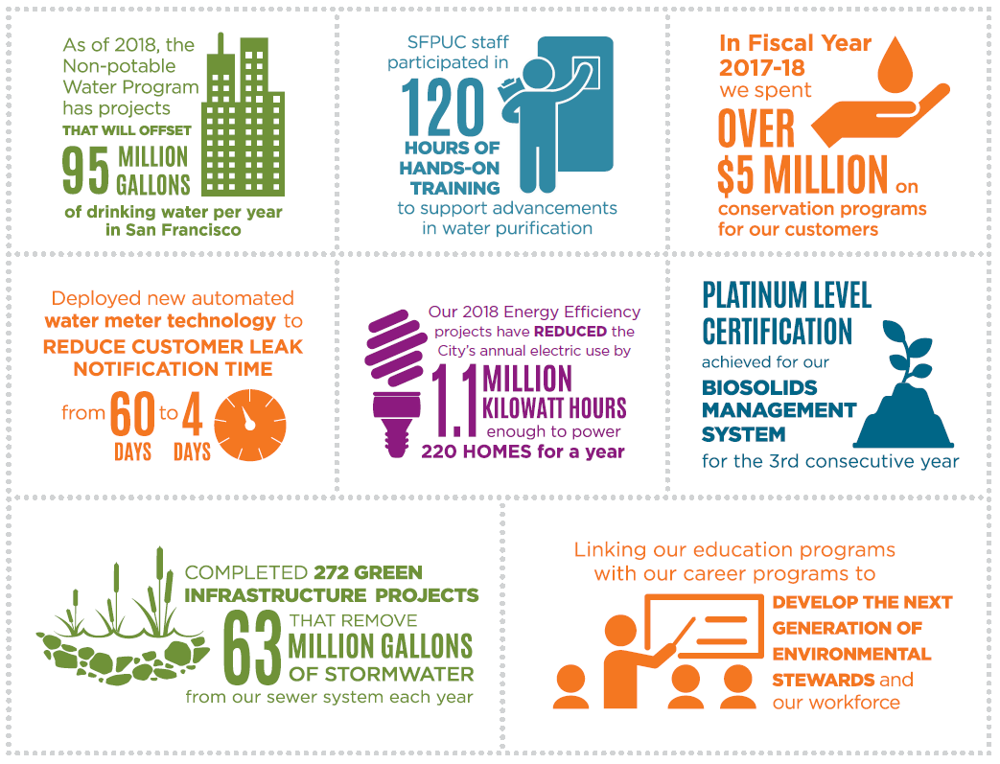 As of 2018, the
Non-potable
Water Program
has projects
THAT WILL OFFSET
95 MILLION
GALLONS
of drinking water per year
in San Francisco
SFPUC staff
participated in
120
HOURS OF
HANDS-ON
TRAINING
to support advancements
in water purification
In Fiscal Year
2017-18
we spent
OVER
$5 MILLION on
conservation programs
for our customers
Deployed new automated
water meter technology to
REDUCE CUSTOMER LEAK
NOTIFICATION TIME
from 60 to 4
DAYS DAYS
Our 2018 Energy Efficiency
projects have REDUCED the
City's annual electric use by
1.1 MILLION
KILOWATT HOURS
enough to power
220 HOMES for a year
PLATINUM LEVEL
CERTIFICATION
achieved for our
BIOSOLIDS
MANAGEMENT
SYSTEM
for the 3rd consecutive year
COMPLETED 272 GREEN
INFRASTRUCTURE PROJECTS
THAT REMOVE
63 MILLION GALLONS
OF STORMWATER
from our sewer system each year
Linking our education programs
with our career programs to
DEVELOP THE NEXT
GENERATION OF
ENVIRONMENTAL
STEWARDS and
our workforce